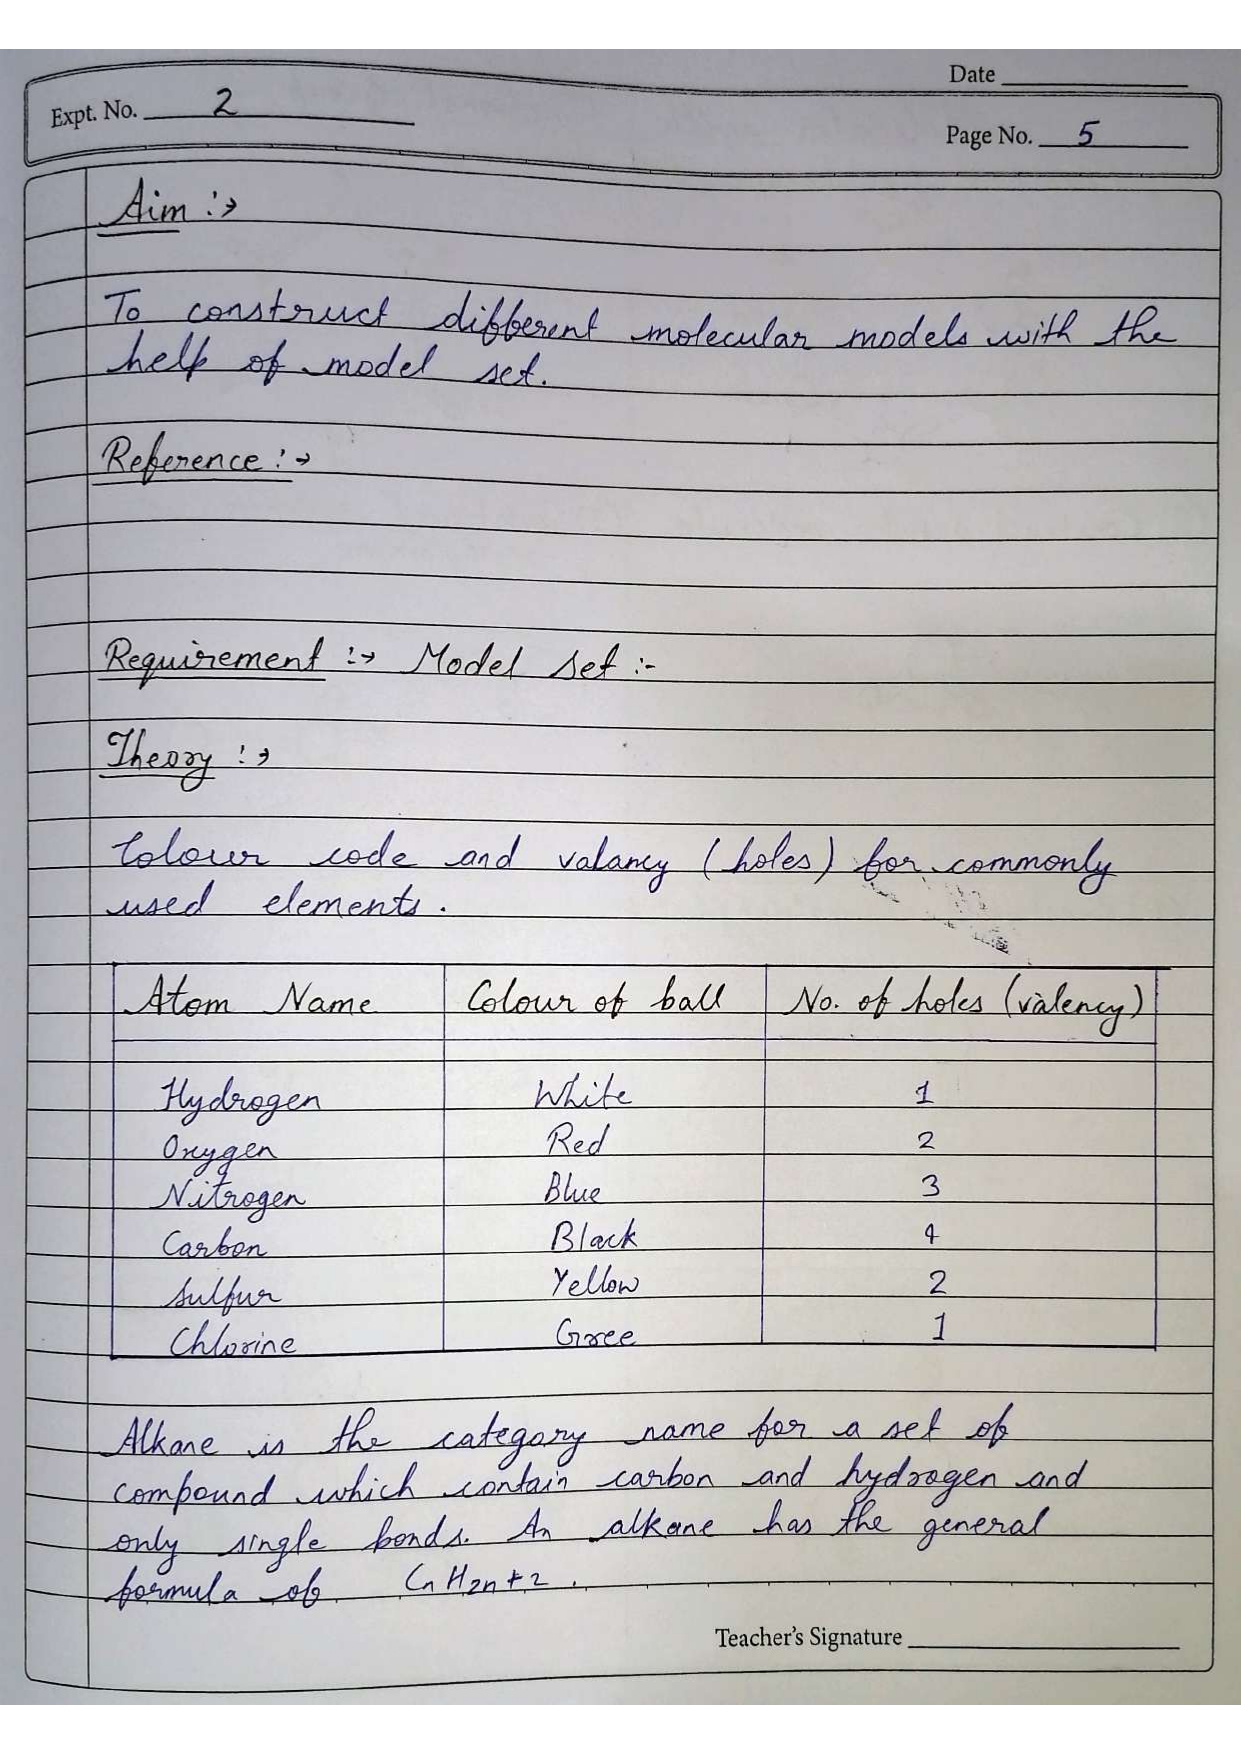 Date
Expt. No. 2
Page No. 5
Aim :→
To construct different molecular models with the
help of model set.
Reference :→
Requirement :→ Model set :-
Theory :→
Colour code and valancy (holes) for commonly
used elements.
Atom Name Colour of ball No. of holes (valency)
Hydrogen White 1
Oxygen Red 2
Nitrogen Blue 3
Carbon Black 4
Sulfur Yellow 2
Chlorine Gree 1
Alkane is the category name for a set of
compound which contain carbon and hydrogen and
only single bonds. An alkane has the general
formula of CnH2n+2.
Teacher's Signature